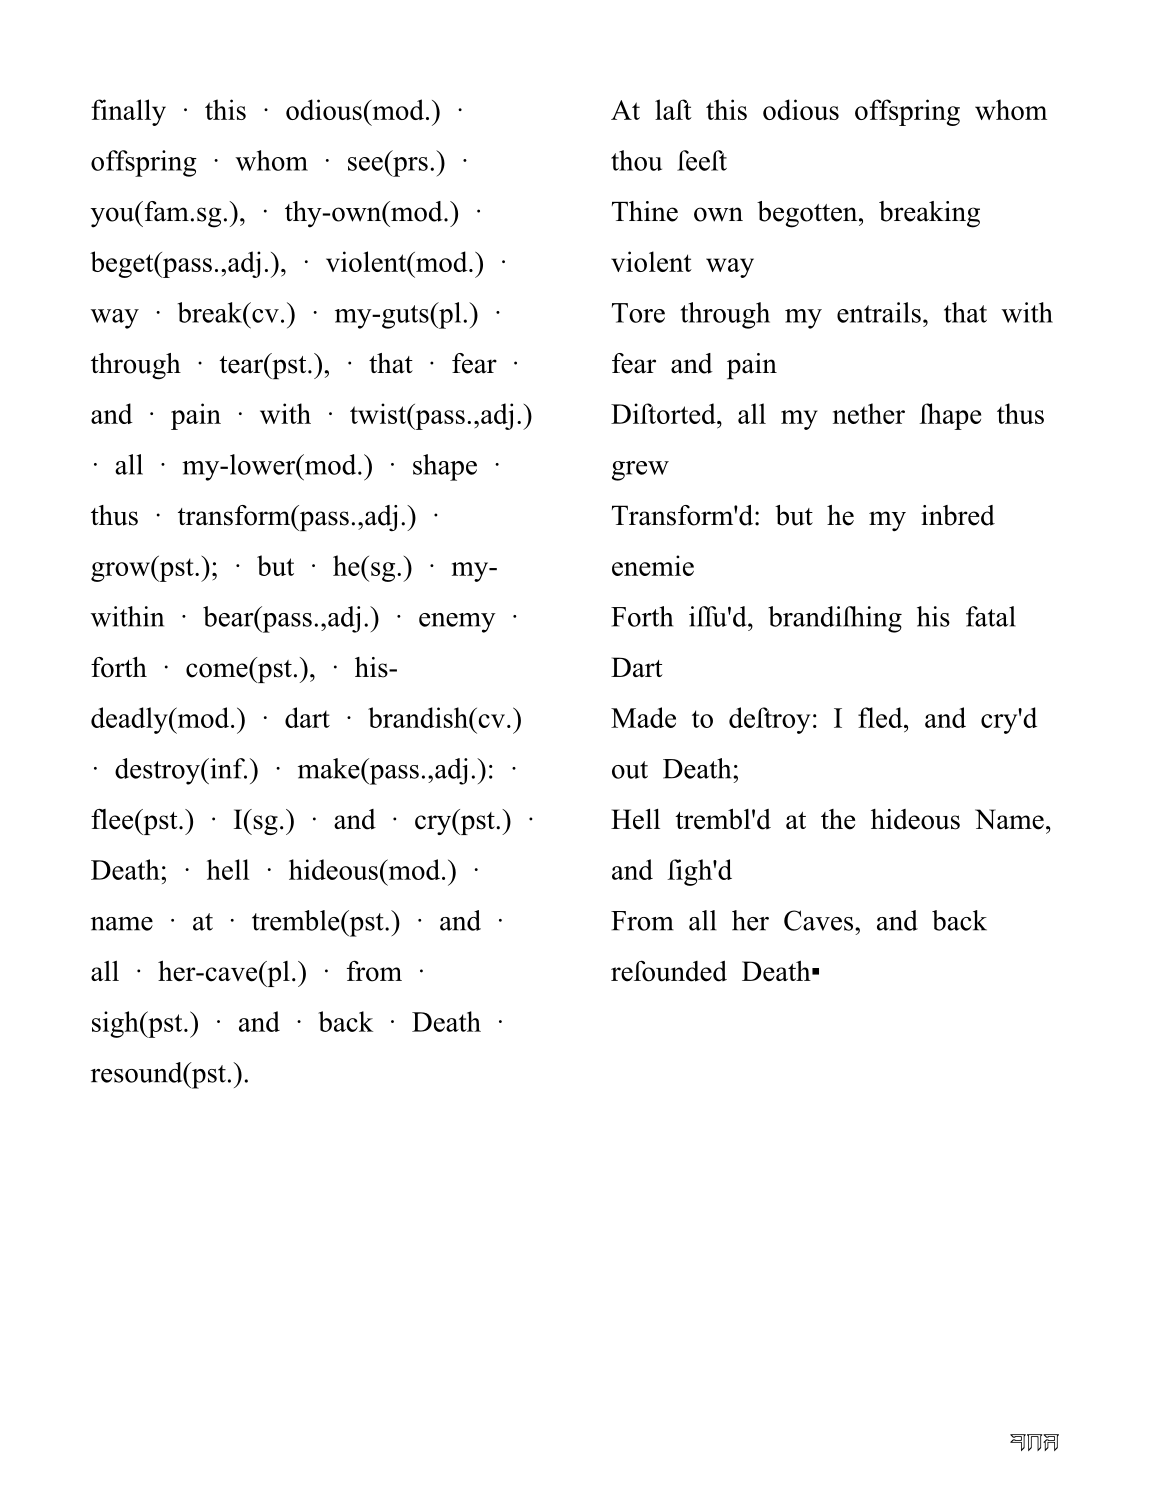 finally · this · odious(mod.) ·
offspring · whom · see(prs.) ·
you(fam.sg.), · thy-own(mod.) ·
beget(pass.,adj.), · violent(mod.) ·
way · break(cv.) · my-guts(pl.) ·
through · tear(pst.), · that · fear ·
and · pain · with · twist(pass.,adj.)
· all · my-lower(mod.) · shape ·
thus · transform(pass.,adj.) ·
grow(pst.); · but · he(sg.) · my-
within · bear(pass.,adj.) · enemy ·
forth · come(pst.), · his-
deadly(mod.) · dart · brandish(cv.)
· destroy(inf.) · make(pass.,adj.): ·
flee(pst.) · I(sg.) · and · cry(pst.) ·
Death; · hell · hideous(mod.) ·
name · at · tremble(pst.) · and ·
all · her-cave(pl.) · from ·
sigh(pst.) · and · back · Death ·
resound(pst.).
At laſt this odious offspring whom
thou ſeeſt
Thine own begotten, breaking
violent way
Tore through my entrails, that with
fear and pain
Diſtorted, all my nether ſhape thus
grew
Transform'd: but he my inbred
enemie
Forth iſſu'd, brandiſhing his fatal
Dart
Made to deſtroy: I fled, and cry'd
out Death;
Hell trembl'd at the hideous Name,
and ſigh'd
From all her Caves, and back
reſounded Death▪